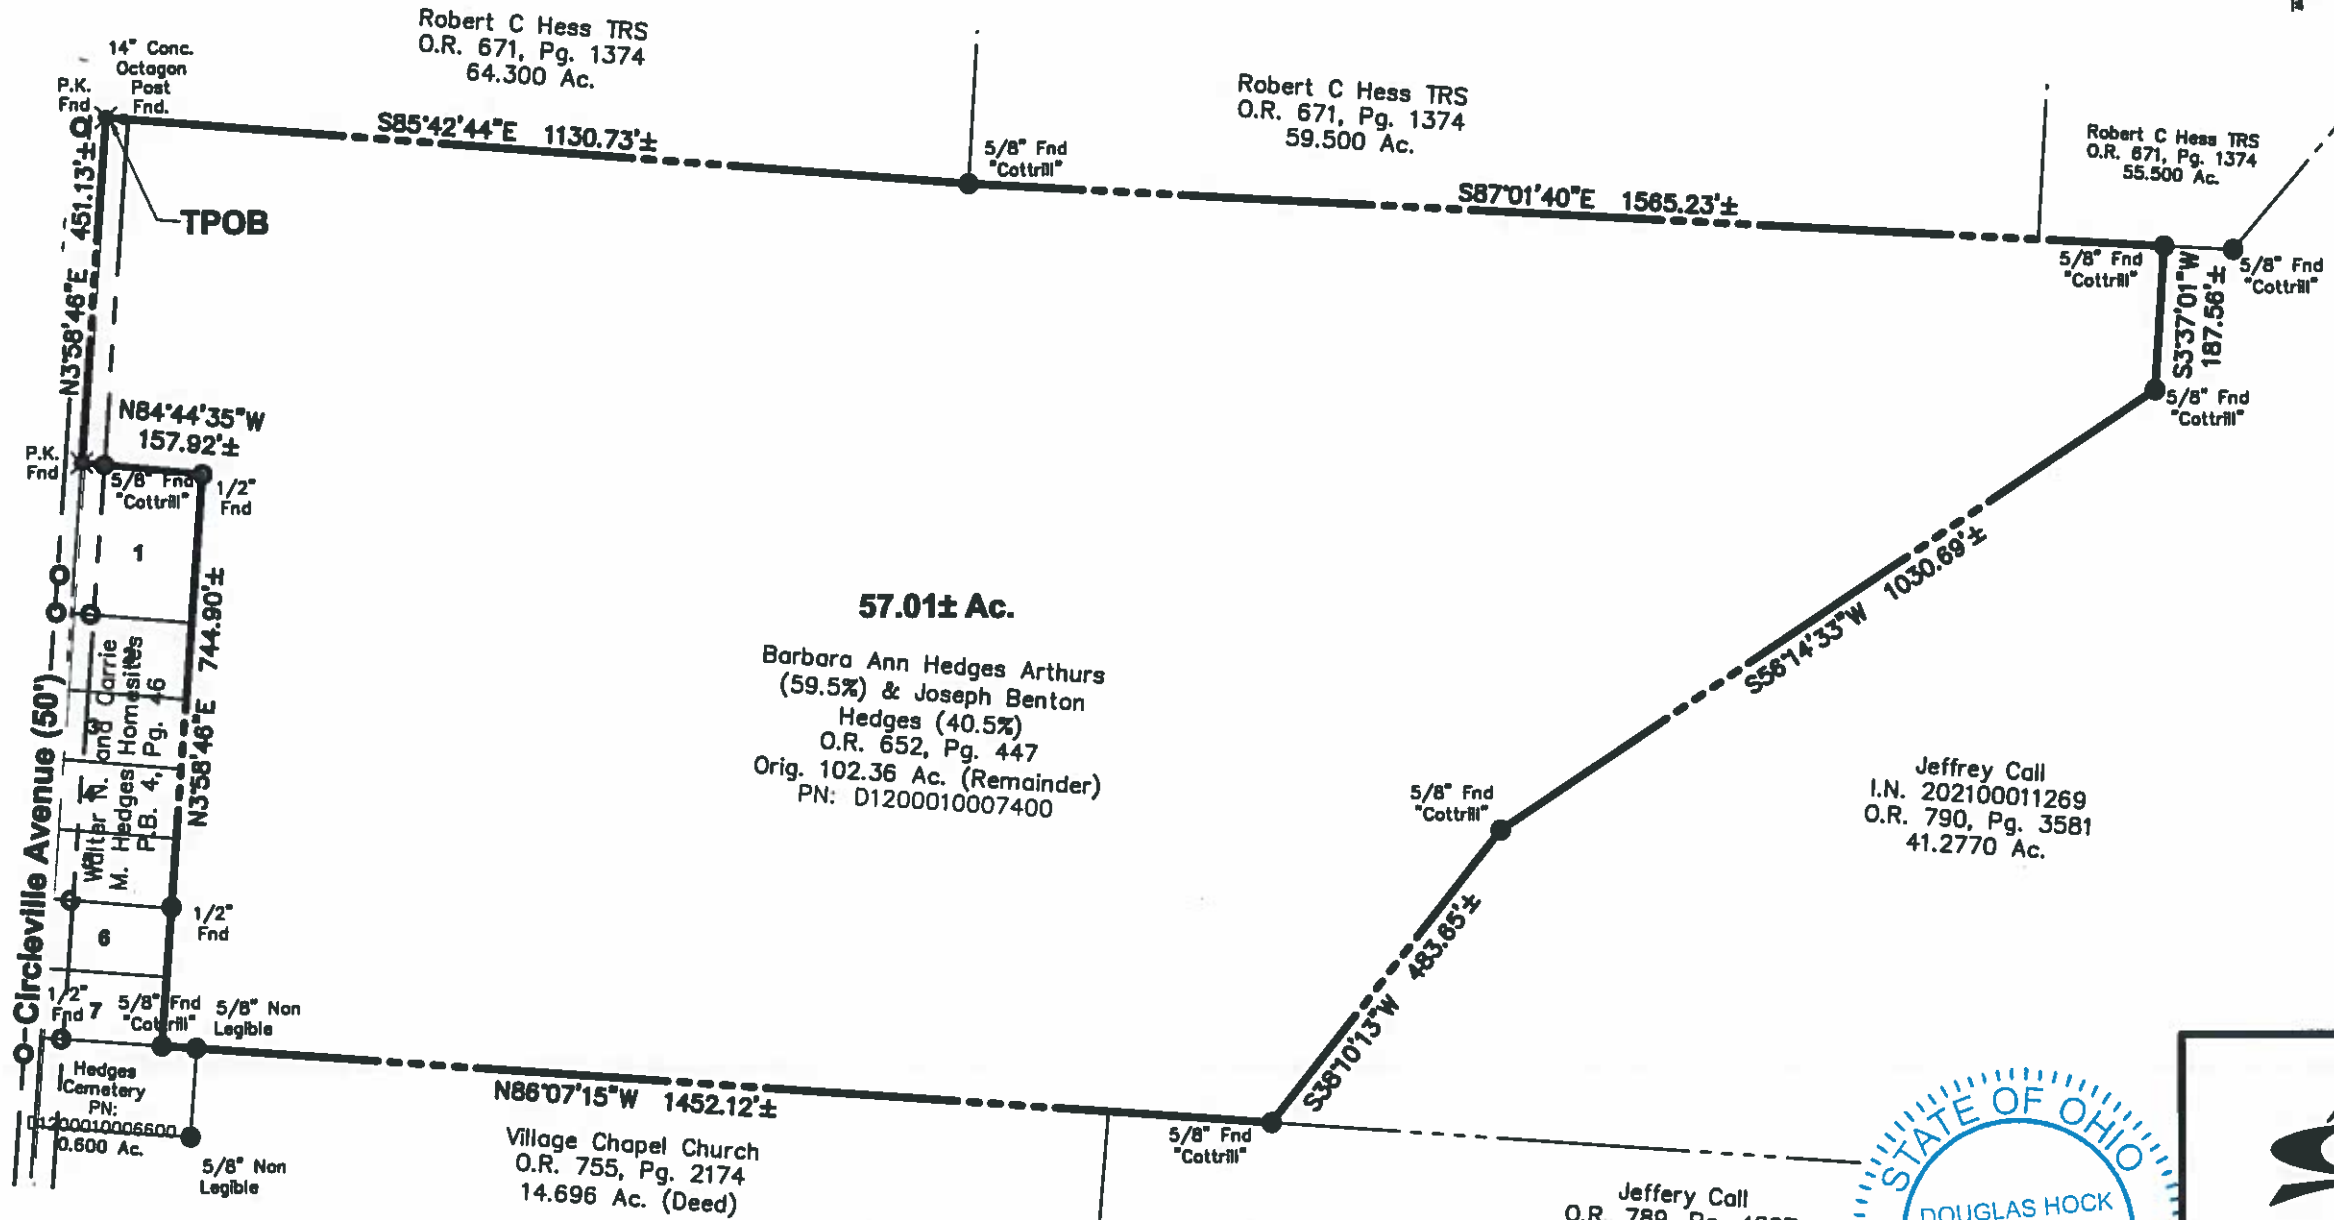 Robert C Hess TRS
O.R. 671, Pg. 1374
64.300 Ac.
14" Conc.
Octagon
Post
Fnd.
P.K.
Fnd
S85°42'44"E 1130.73'±
5/8" Fnd
"Cottrill"
Robert C Hess TRS
O.R. 671, Pg. 1374
59.500 Ac.
S87°01'40"E 1565.23'±
Robert C Hess TRS
O.R. 671, Pg. 1374
55.500 Ac.
5/8" Fnd
"Cottrill"
5/8" Fnd
"Cottrill"
S3°37'01"W
187.56'±
5/8" Fnd
"Cottrill"
TPOB
N3°58'46"E 451.13'±
N84°44'35"W
157.92'±
P.K.
Fnd
5/8" Fnd
"Cottrill"
1/2"
Fnd
1
N3°58'46"E 744.90'±
Walter N. and Carrie
M. Hedges Homesites
P.B. 4, Pg. 46
3
4
6
7
1/2"
Fnd
Circleville Avenue (50')
1/2"
Fnd
5/8" Fnd
"Cottrill"
5/8" Non
Legible
Hedges
Cemetery
PN:
D1200010006600
0.600 Ac.
5/8" Non
Legible
57.01± Ac.
Barbara Ann Hedges Arthurs
(59.5%) & Joseph Benton
Hedges (40.5%)
O.R. 652, Pg. 447
Orig. 102.36 Ac. (Remainder)
PN: D1200010007400
S56°14'33"W 1030.69'±
5/8" Fnd
"Cottrill"
S38°10'13"W 483.65'±
Jeffrey Call
I.N. 202100011269
O.R. 790, Pg. 3581
41.2770 Ac.
N86°07'15"W 1452.12'±
Village Chapel Church
O.R. 755, Pg. 2174
14.696 Ac. (Deed)
5/8" Fnd
"Cottrill"
Jeffery Call
O.R. 789,
STATE OF OHIO
DOUGLAS HOCK